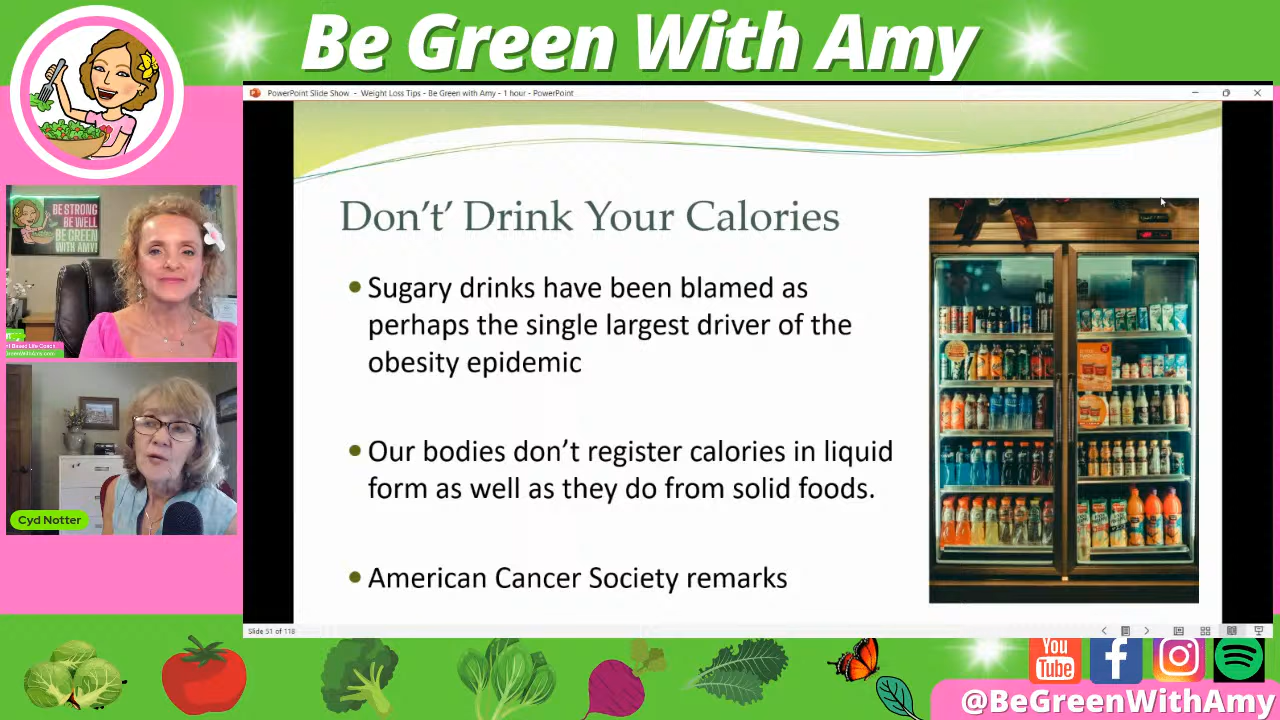 Be Green With Amy
PowerPoint Slide Show - Weight Loss Tips - Be Green with Amy - 1 hour - PowerPoint
BE STRONG
BE WELL
BE GREEN
WITH AMY!
Cyd Notter
Don't' Drink Your Calories
Sugary drinks have been blamed as
perhaps the single largest driver of the
obesity epidemic
Our bodies don't register calories in liquid
form as well as they do from solid foods.
American Cancer Society remarks
Slide 51 of 118
You
Tube
@BeGreenWithAmy